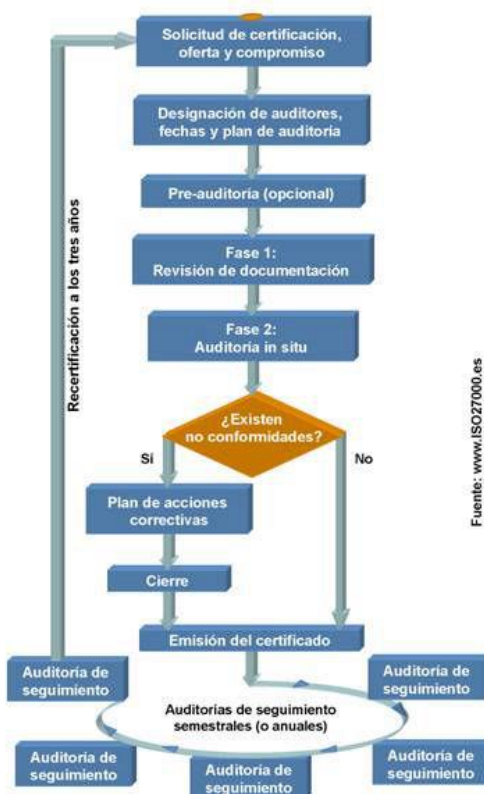 Solicitud de certificación,
oferta y compromiso
Designación de auditores,
fechas y plan de auditoría
Pre-auditoría (opcional)
Fase 1:
Revisión de documentación
Fase 2:
Auditoría in situ
¿Existen
no conformidades?
Sí
No
Plan de acciones
correctivas
Cierre
Emisión del certificado
Auditorías de seguimiento
semestrales (o anuales)
Auditoría de
seguimiento
Auditoría de
seguimiento
Auditoría de
seguimiento
Auditoría de
seguimiento
Auditoría de
seguimiento
Recertificación a los tres años
Fuente: www.ISO27000.es